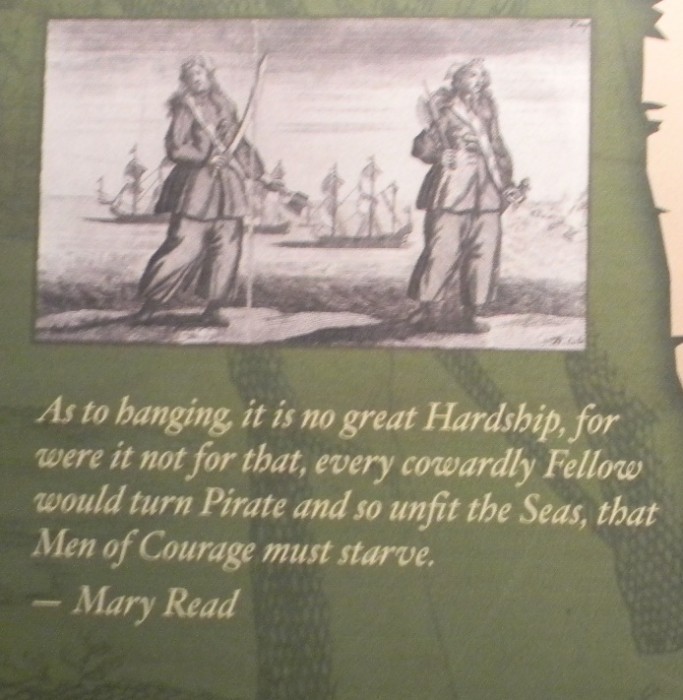 As to hanging, it is no great Hardship, for
were it not for that, every cowardly Fellow
would turn Pirate and so unfit the Seas, that
Men of Courage must starve.
— Mary Read